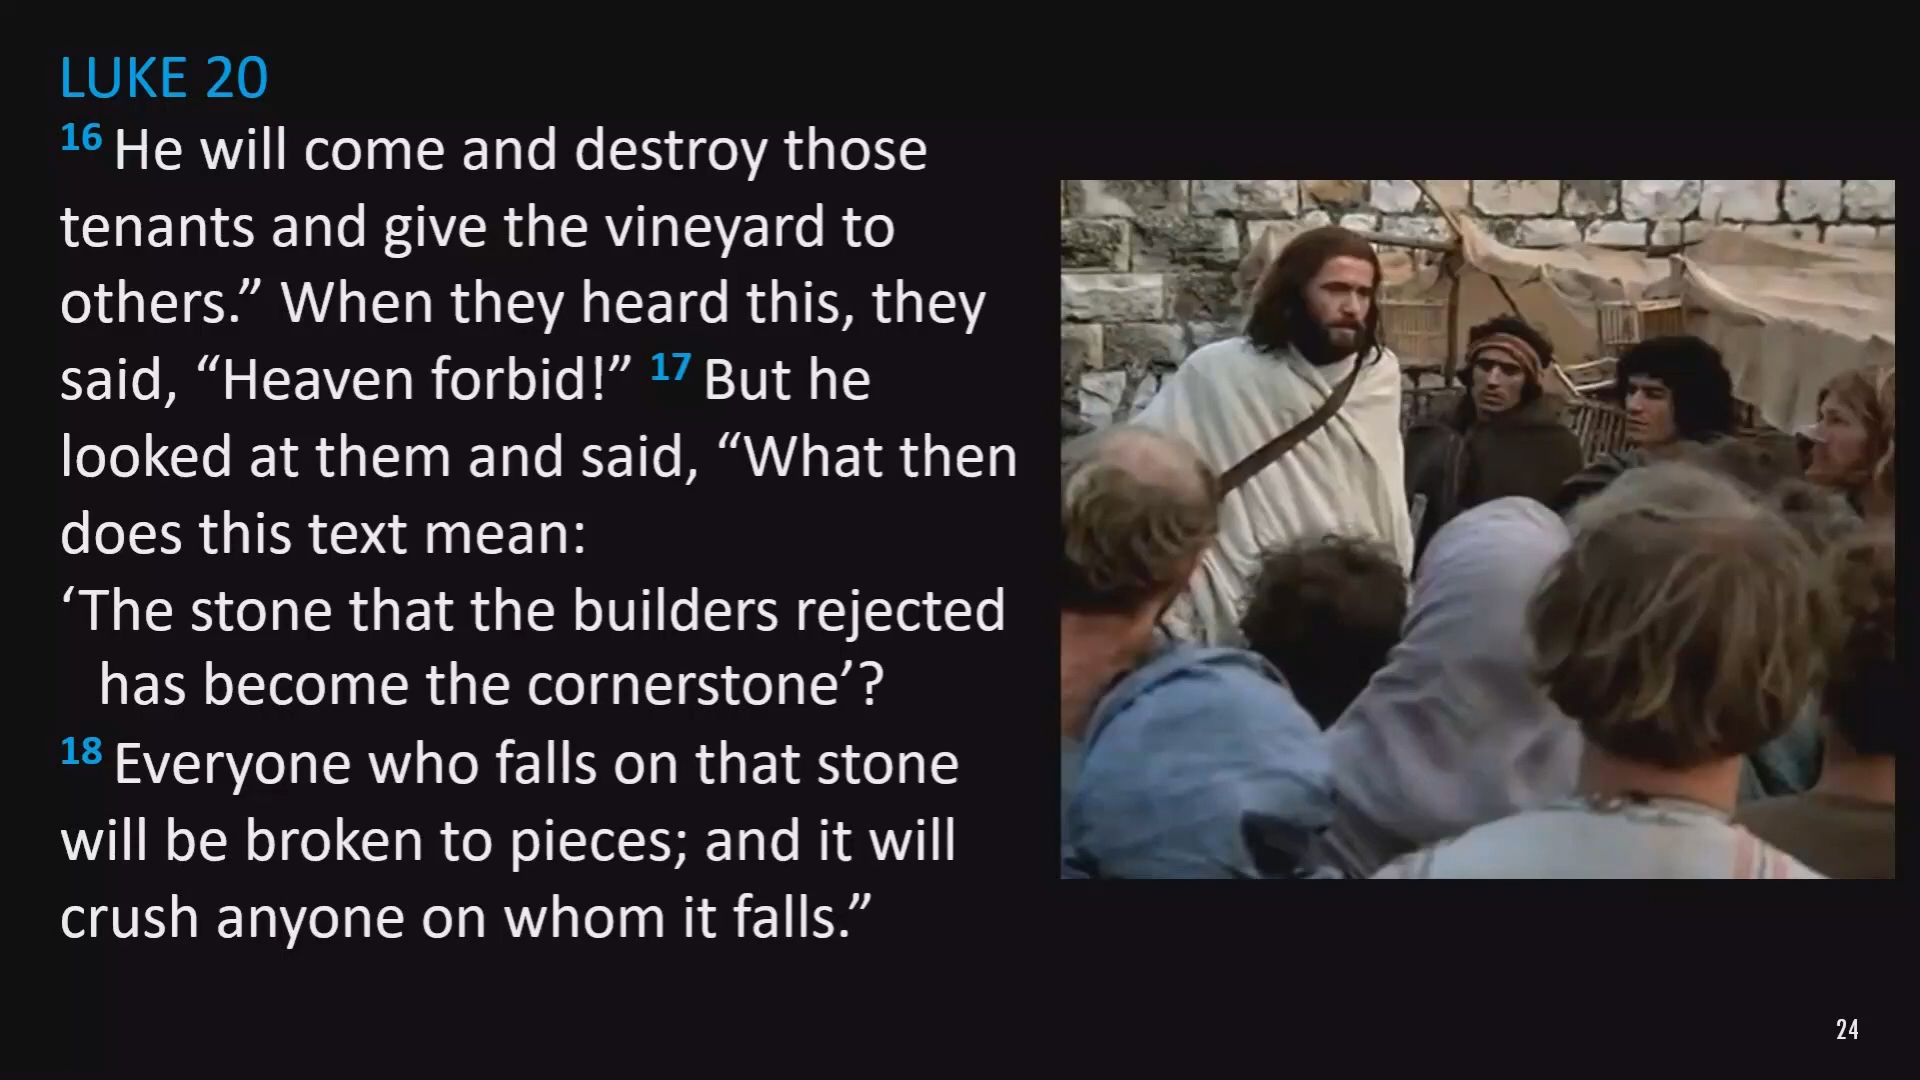 LUKE 20
16 He will come and destroy those
tenants and give the vineyard to
others.” When they heard this, they
said, “Heaven forbid!” 17 But he
looked at them and said, “What then
does this text mean:
‘The stone that the builders rejected
has become the cornerstone’?
18 Everyone who falls on that stone
will be broken to pieces; and it will
crush anyone on whom it falls.”
24